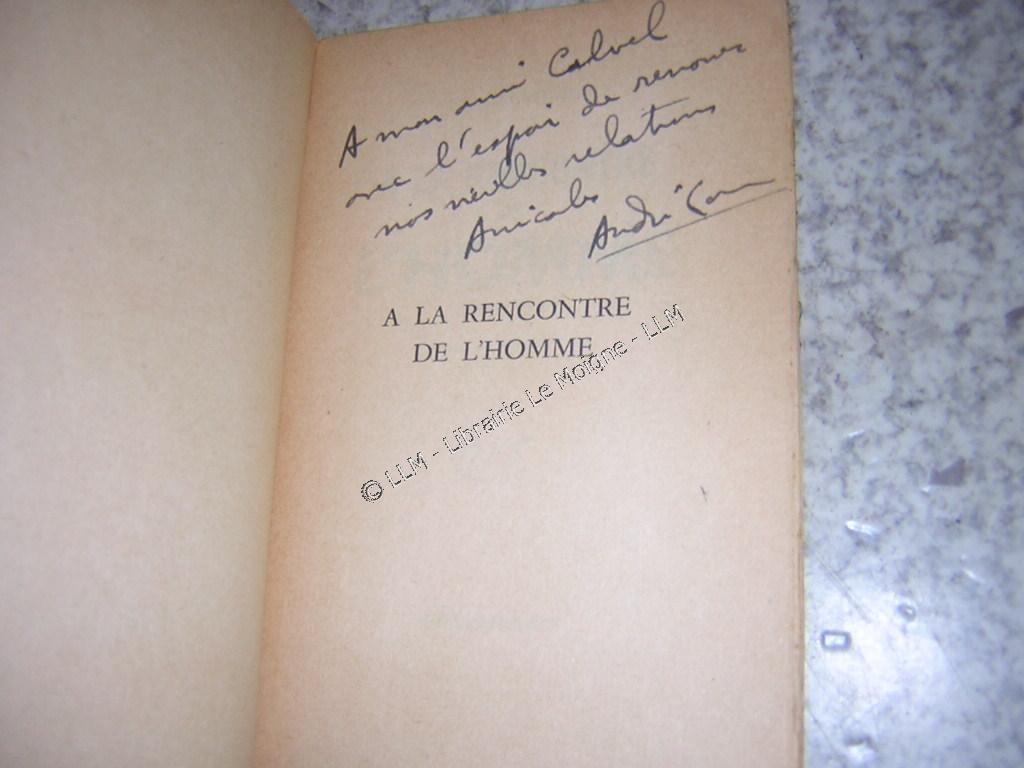 A mon ami Calvel
avec l'espoir de renouer
nos vieilles relations
Amicales
André
A LA RENCONTRE
DE L'HOMME
© LLM - Librairie Le Moigne - LLM